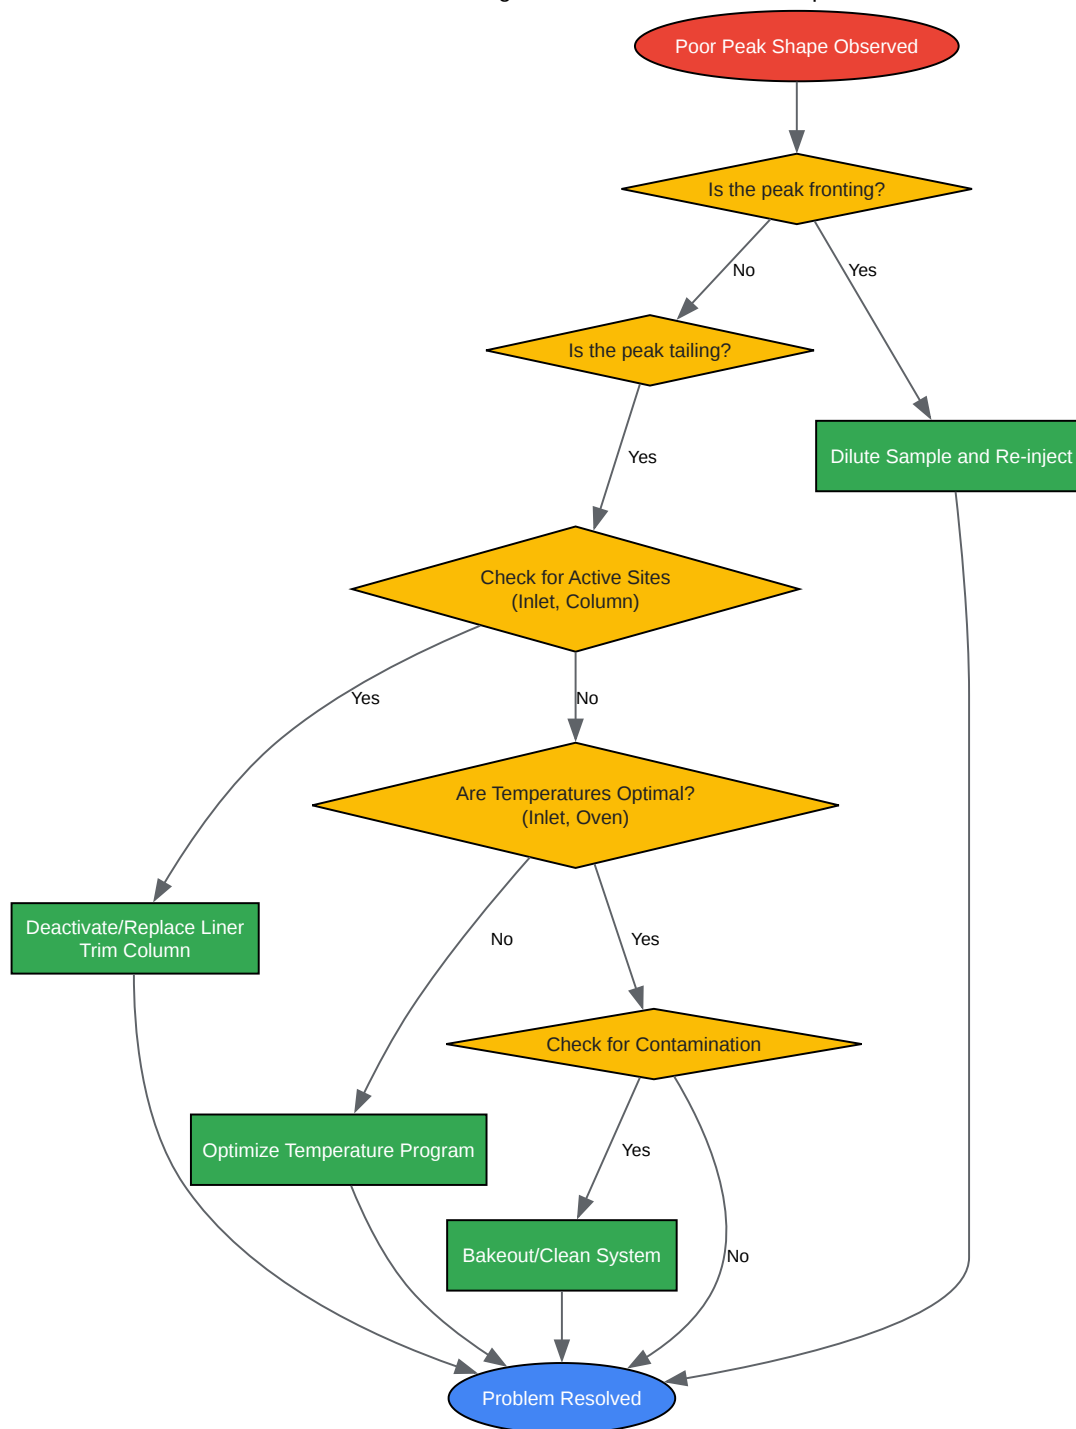 Poor Peak Shape Observed
Is the peak fronting?
No
Yes
Is the peak tailing?
Yes
Dilute Sample and Re-inject
Check for Active Sites
(Inlet, Column)
Yes
No
Are Temperatures Optimal?
(Inlet, Oven)
Deactivate/Replace Liner
Trim Column
No
Yes
Check for Contamination
Optimize Temperature Program
Yes
Bakeout/Clean System
No
Problem Resolved